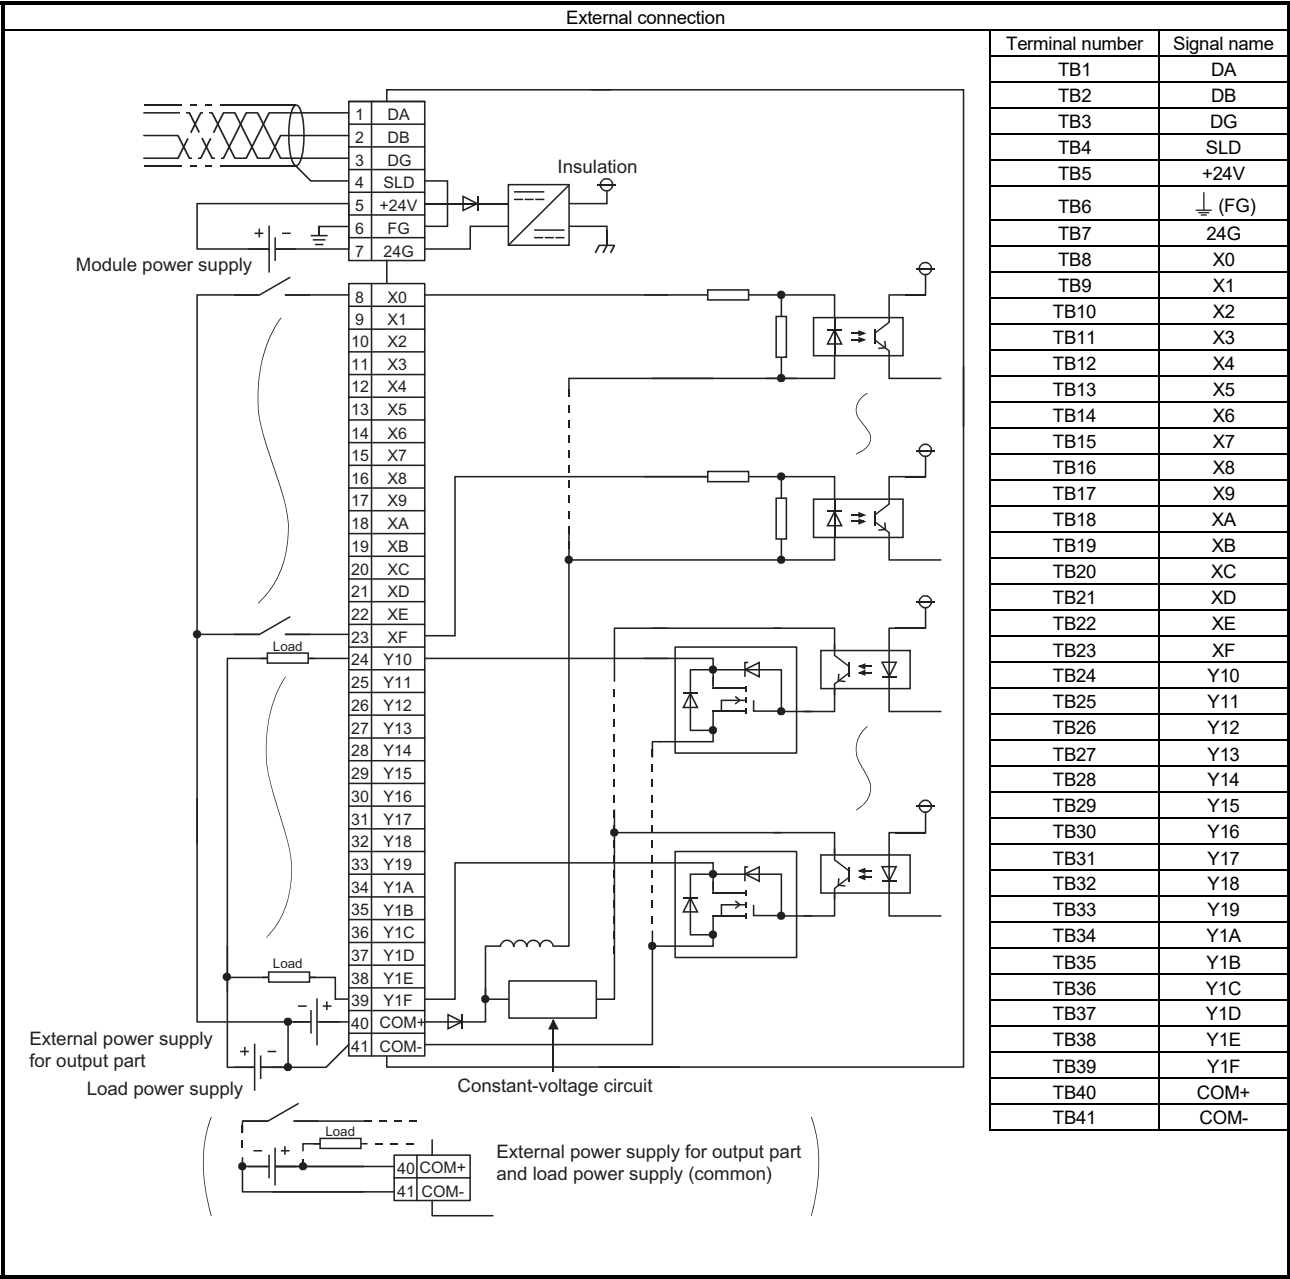 External connection
1 DA
2 DB
3 DG
4 SLD
5 +24V
6 FG
7 24G
Insulation
+ −
Module power supply
8 X0
9 X1
10 X2
11 X3
12 X4
13 X5
14 X6
15 X7
16 X8
17 X9
18 XA
19 XB
20 XC
21 XD
22 XE
23 XF
Load
24 Y10
25 Y11
26 Y12
27 Y13
28 Y14
29 Y15
30 Y16
31 Y17
32 Y18
33 Y19
34 Y1A
35 Y1B
36 Y1C
37 Y1D
38 Y1E
Load
39 Y1F
− +
40 COM+
41 COM-
External power supply
for output part
+ −
Load power supply
Constant-voltage circuit
Load
− +
40 COM+
41 COM-
External power supply for output part
and load power supply (common)
Terminal number Signal name
TB1 DA
TB2 DB
TB3 DG
TB4 SLD
TB5 +24V
TB6 ⏚ (FG)
TB7 24G
TB8 X0
TB9 X1
TB10 X2
TB11 X3
TB12 X4
TB13 X5
TB14 X6
TB15 X7
TB16 X8
TB17 X9
TB18 XA
TB19 XB
TB20 XC
TB21 XD
TB22 XE
TB23 XF
TB24 Y10
TB25 Y11
TB26 Y12
TB27 Y13
TB28 Y14
TB29 Y15
TB30 Y16
TB31 Y17
TB32 Y18
TB33 Y19
TB34 Y1A
TB35 Y1B
TB36 Y1C
TB37 Y1D
TB38 Y1E
TB39 Y1F
TB40 COM+
TB41 COM-